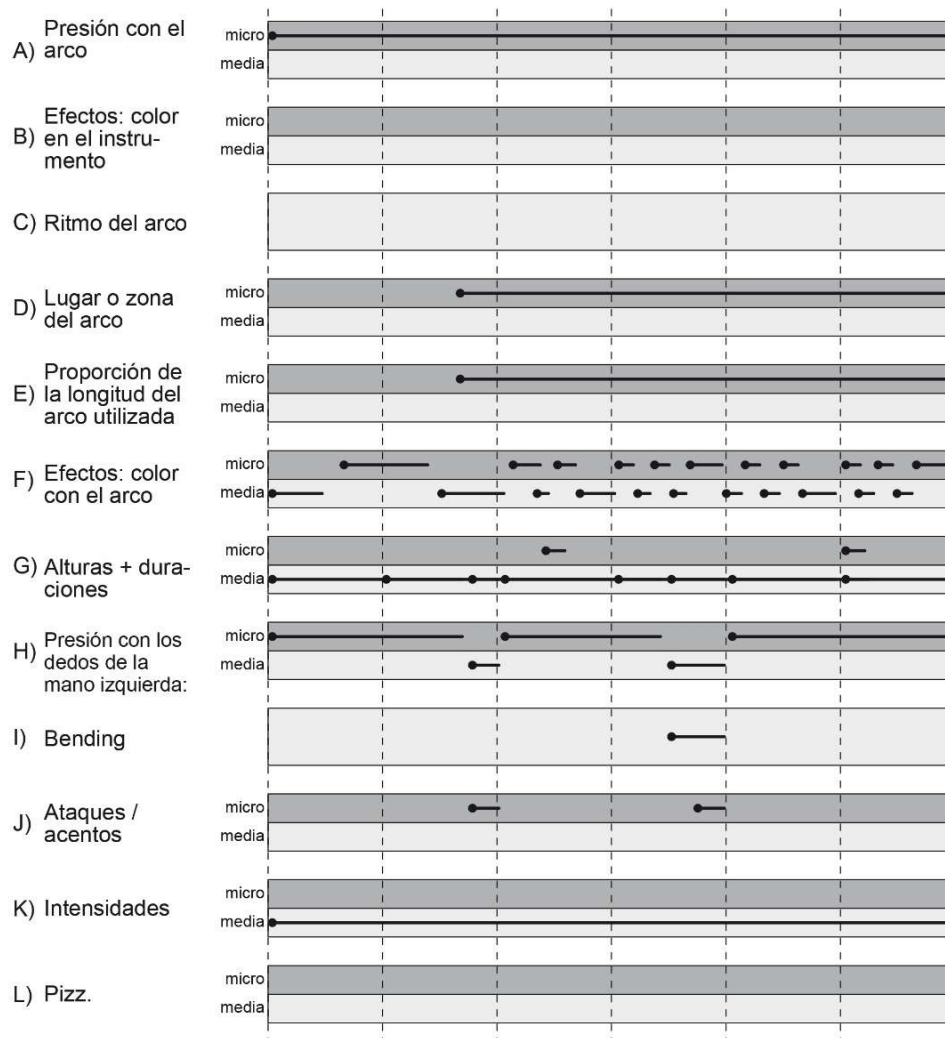 A) Presión con el
arco
micro
media
B) Efectos: color
en el instru-
mento
micro
media
C) Ritmo del arco
D) Lugar o zona
del arco
micro
media
E) Proporción de
la longitud del
arco utilizada
micro
media
F) Efectos: color
con el arco
micro
media
G) Alturas + dura-
ciones
micro
media
H) Presión con los
dedos de la
mano izquierda:
micro
media
I) Bending
J) Ataques /
acentos
micro
media
K) Intensidades
micro
media
L) Pizz.
micro
media